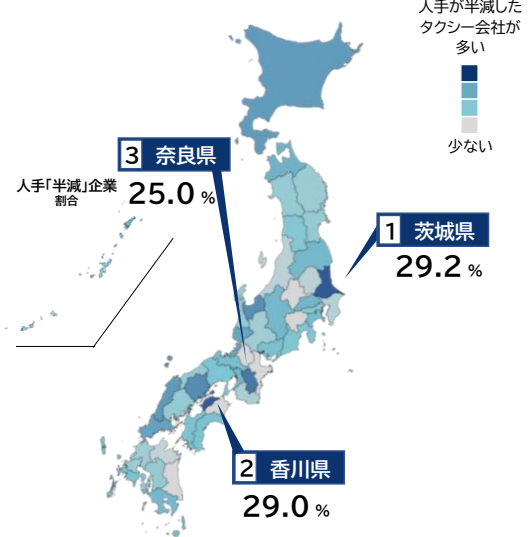 人手が半減した
タクシー会社が
多い
少ない
3 奈良県
人手「半減」企業
割合
25.0 %
1 茨城県
29.2 %
2 香川県
29.0 %